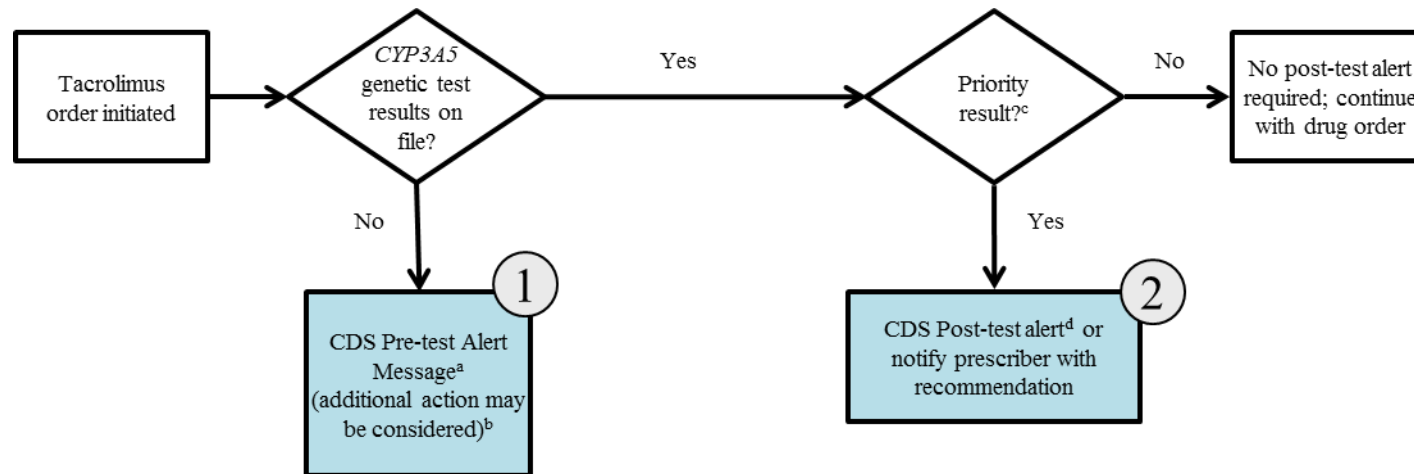 Tacrolimus
order initiated
CYP3A5
genetic test
results on
file?
Yes
Priority
result?ᶜ
No
No post-test alert
required; continue
with drug order
No
Yes
1
CDS Pre-test Alert
Messageᵃ
(additional action may
be considered)ᵇ
2
CDS Post-test alertᵈ or
notify prescriber with
recommendation